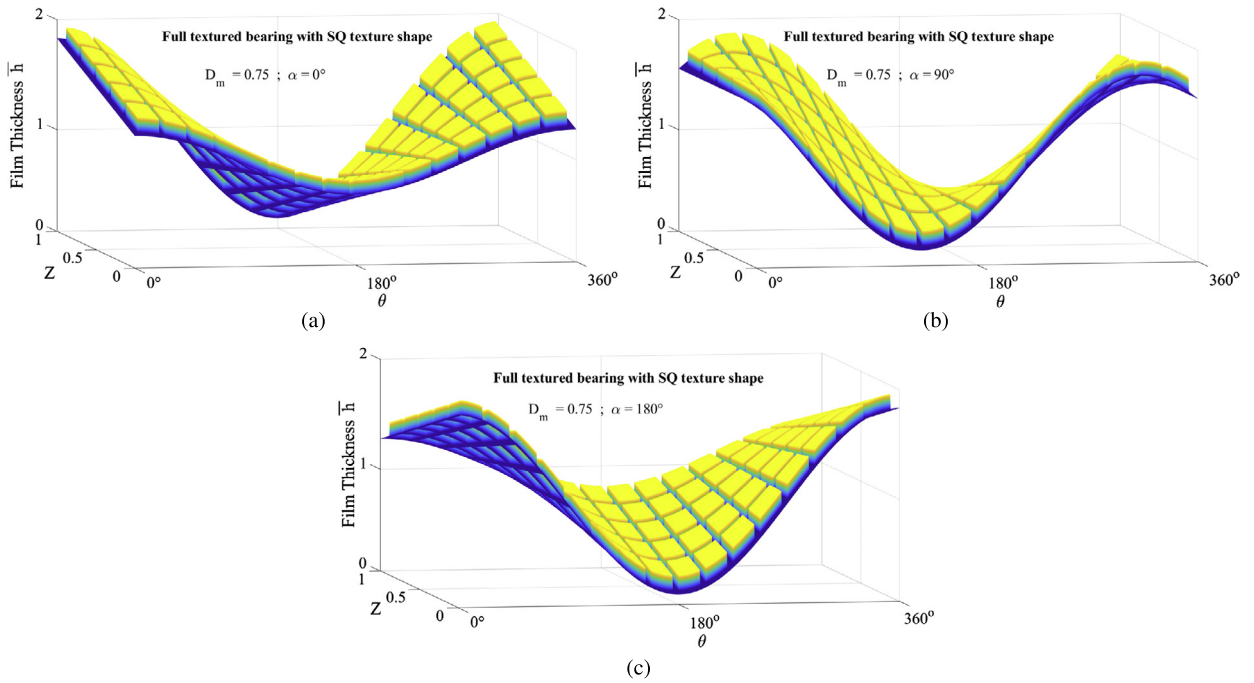 2
Full textured bearing with SQ texture shape
Dm = 0.75 ; α = 0°
1
Film Thickness h̅
0
1
0.5
Z
0
0°
180°
θ
360°
(a)
2
Full textured bearing with SQ texture shape
Dm = 0.75 ; α = 90°
1
Film Thickness h̅
0
1
0.5
Z
0
0°
180°
θ
360°
(b)
2
Full textured bearing with SQ texture shape
Dm = 0.75 ; α = 180°
1
Film Thickness h̅
0
1
0.5
Z
0
0°
180°
θ
360°
(c)